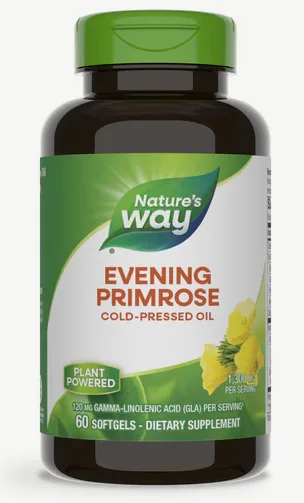 Nature's
way
®
EVENING
PRIMROSE
COLD-PRESSED OIL
PLANT
POWERED
1,300 mg
PER SERVING
120 MG GAMMA-LINOLENIC ACID (GLA) PER SERVING
60 SOFTGELS - DIETARY SUPPLEMENT